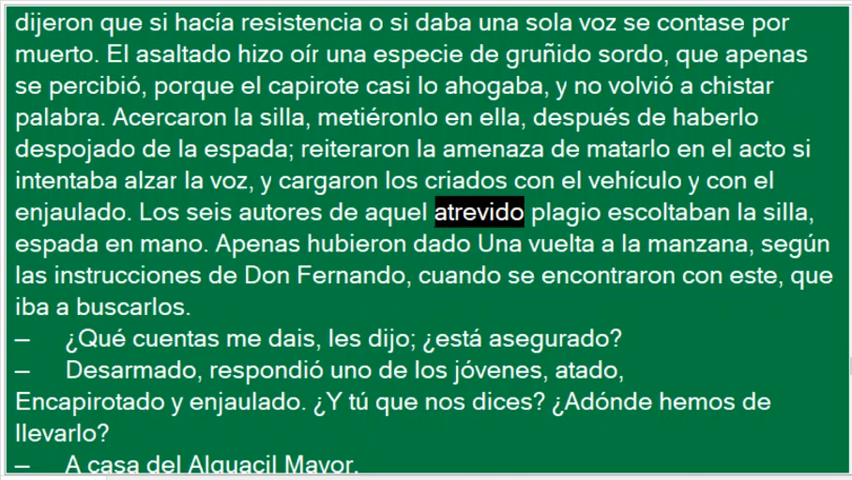 dijeron que si hacía resistencia o si daba una sola voz se contase por
muerto. El asaltado hizo oír una especie de gruñido sordo, que apenas
se percibió, porque el capirote casi lo ahogaba, y no volvió a chistar
palabra. Acercaron la silla, metiéronlo en ella, después de haberlo
despojado de la espada; reiteraron la amenaza de matarlo en el acto si
intentaba alzar la voz, y cargaron los criados con el vehículo y con el
enjaulado. Los seis autores de aquel atrevido plagio escoltaban la silla,
espada en mano. Apenas hubieron dado Una vuelta a la manzana, según
las instrucciones de Don Fernando, cuando se encontraron con este, que
iba a buscarlos.
– ¿Qué cuentas me dais, les dijo; ¿está asegurado?
– Desarmado, respondió uno de los jóvenes, atado,
Encapirotado y enjaulado. ¿Y tú que nos dices? ¿Adónde hemos de
llevarlo?
– A casa del Alguacil Mayor.